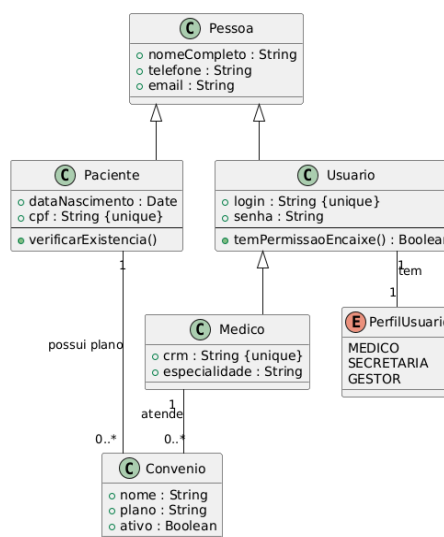 C Pessoa
nomeCompleto : String
telefone : String
email : String
C Paciente
dataNascimento : Date
cpf : String {unique}
verificarExistencia()
C Usuario
login : String {unique}
senha : String
temPermissaoEncaixe() : Boolea
1
1
tem
1
E PerfilUsuari
MEDICO
SECRETARIA
GESTOR
C Medico
crm : String {unique}
especialidade : String
possui plano
1
atende
0..*
0..*
C Convenio
nome : String
plano : String
ativo : Boolean